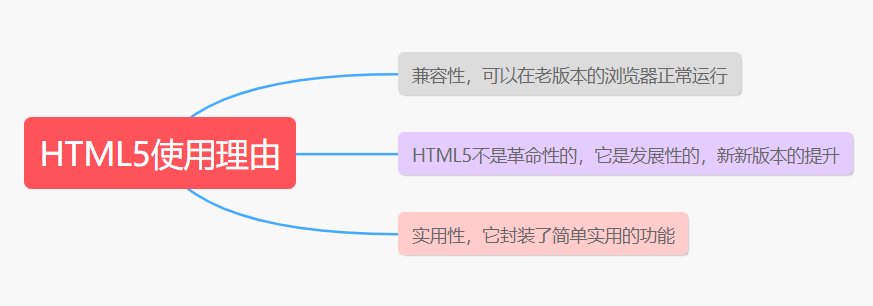 HTML5使用理由
兼容性，可以在老版本的浏览器正常运行
HTML5不是革命性的，它是发展性的，新新版本的提升
实用性，它封装了简单实用的功能